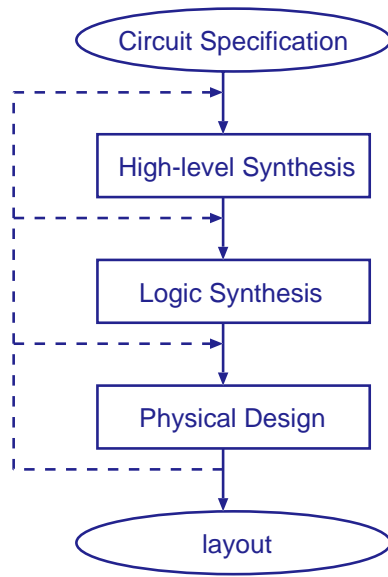 Circuit Specification
High-level Synthesis
Logic Synthesis
Physical Design
layout